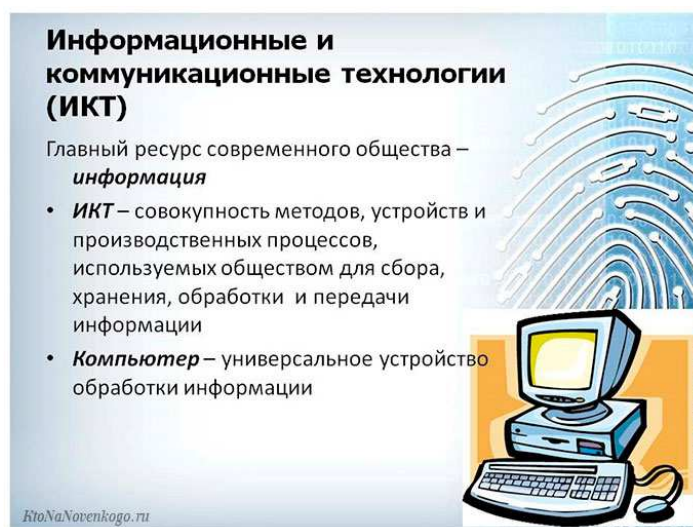 Информационные и
коммуникационные технологии
(ИКТ)
Главный ресурс современного общества –
информация
• ИКТ – совокупность методов, устройств и
производственных процессов,
используемых обществом для сбора,
хранения, обработки и передачи
информации
• Компьютер – универсальное устройство
обработки информации
KtoNaNovenkogo.ru